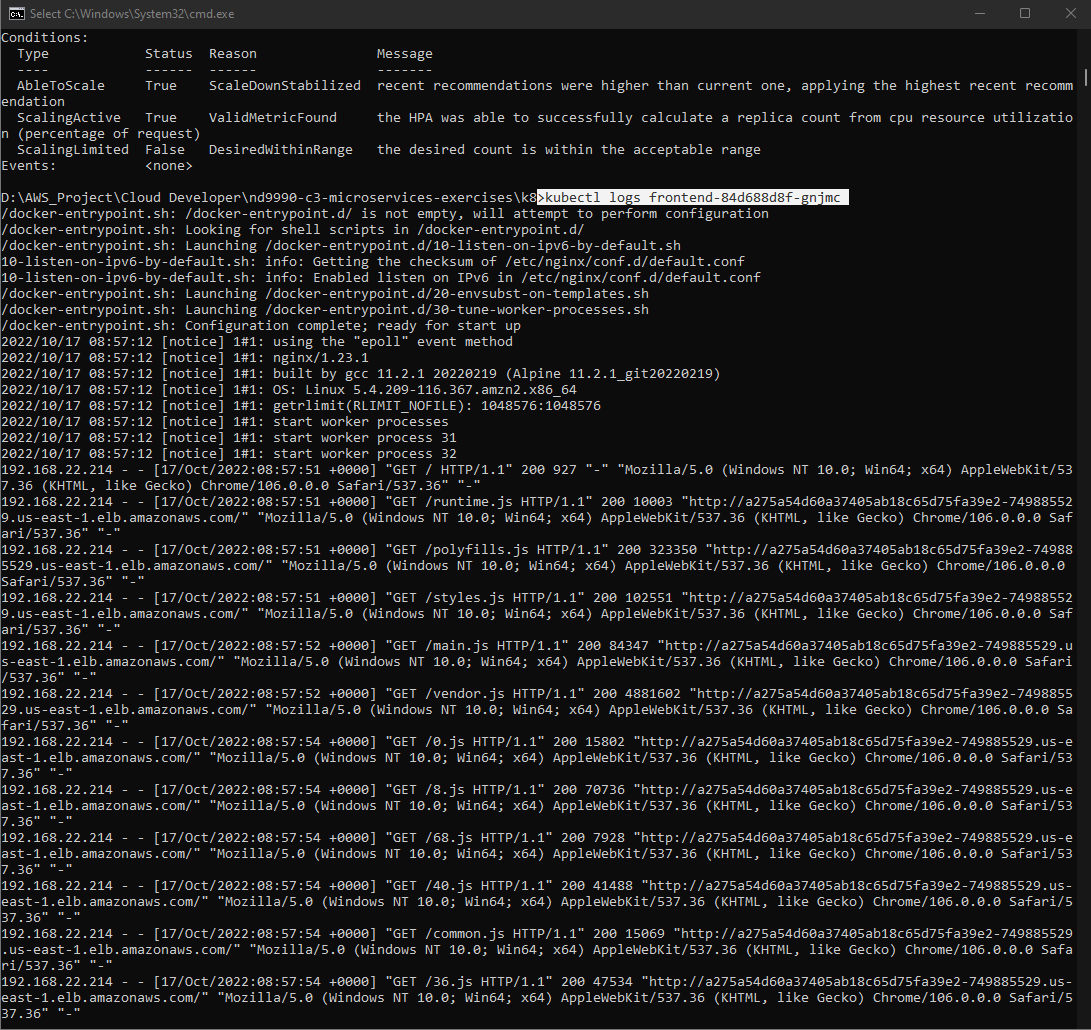 Select C:\Windows\System32\cmd.exe
Conditions:
  Type            Status  Reason               Message
  ----            ------  ------               -------
  AbleToScale     True    ScaleDownStabilized  recent recommendations were higher than current one, applying the highest recent recomm
endation
  ScalingActive   True    ValidMetricFound     the HPA was able to successfully calculate a replica count from cpu resource utilizatio
n (percentage of request)
  ScalingLimited  False   DesiredWithinRange   the desired count is within the acceptable range
Events:           <none>
D:\AWS_Project\Cloud Developer\nd9990-c3-microservices-exercises\k8>kubectl logs frontend-84d688d8f-gnjmc
/docker-entrypoint.sh: /docker-entrypoint.d/ is not empty, will attempt to perform configuration
/docker-entrypoint.sh: Looking for shell scripts in /docker-entrypoint.d/
/docker-entrypoint.sh: Launching /docker-entrypoint.d/10-listen-on-ipv6-by-default.sh
10-listen-on-ipv6-by-default.sh: info: Getting the checksum of /etc/nginx/conf.d/default.conf
10-listen-on-ipv6-by-default.sh: info: Enabled listen on IPv6 in /etc/nginx/conf.d/default.conf
/docker-entrypoint.sh: Launching /docker-entrypoint.d/20-envsubst-on-templates.sh
/docker-entrypoint.sh: Launching /docker-entrypoint.d/30-tune-worker-processes.sh
/docker-entrypoint.sh: Configuration complete; ready for start up
2022/10/17 08:57:12 [notice] 1#1: using the "epoll" event method
2022/10/17 08:57:12 [notice] 1#1: nginx/1.23.1
2022/10/17 08:57:12 [notice] 1#1: built by gcc 11.2.1 20220219 (Alpine 11.2.1_git20220219)
2022/10/17 08:57:12 [notice] 1#1: OS: Linux 5.4.209-116.367.amzn2.x86_64
2022/10/17 08:57:12 [notice] 1#1: getrlimit(RLIMIT_NOFILE): 1048576:1048576
2022/10/17 08:57:12 [notice] 1#1: start worker processes
2022/10/17 08:57:12 [notice] 1#1: start worker process 31
2022/10/17 08:57:12 [notice] 1#1: start worker process 32
192.168.22.214 - - [17/Oct/2022:08:57:51 +0000] "GET / HTTP/1.1" 200 927 "-" "Mozilla/5.0 (Windows NT 10.0; Win64; x64) AppleWebKit/53
7.36 (KHTML, like Gecko) Chrome/106.0.0.0 Safari/537.36" "-"
192.168.22.214 - - [17/Oct/2022:08:57:51 +0000] "GET /runtime.js HTTP/1.1" 200 10003 "http://a275a54d60a37405ab18c65d75fa39e2-74988552
9.us-east-1.elb.amazonaws.com/" "Mozilla/5.0 (Windows NT 10.0; Win64; x64) AppleWebKit/537.36 (KHTML, like Gecko) Chrome/106.0.0.0 Saf
ari/537.36" "-"
192.168.22.214 - - [17/Oct/2022:08:57:51 +0000] "GET /polyfills.js HTTP/1.1" 200 323350 "http://a275a54d60a37405ab18c65d75fa39e2-74988
5529.us-east-1.elb.amazonaws.com/" "Mozilla/5.0 (Windows NT 10.0; Win64; x64) AppleWebKit/537.36 (KHTML, like Gecko) Chrome/106.0.0.0
Safari/537.36" "-"
192.168.22.214 - - [17/Oct/2022:08:57:51 +0000] "GET /styles.js HTTP/1.1" 200 102551 "http://a275a54d60a37405ab18c65d75fa39e2-74988552
9.us-east-1.elb.amazonaws.com/" "Mozilla/5.0 (Windows NT 10.0; Win64; x64) AppleWebKit/537.36 (KHTML, like Gecko) Chrome/106.0.0.0 Saf
ari/537.36" "-"
192.168.22.214 - - [17/Oct/2022:08:57:52 +0000] "GET /main.js HTTP/1.1" 200 84347 "http://a275a54d60a37405ab18c65d75fa39e2-749885529.u
s-east-1.elb.amazonaws.com/" "Mozilla/5.0 (Windows NT 10.0; Win64; x64) AppleWebKit/537.36 (KHTML, like Gecko) Chrome/106.0.0.0 Safari
/537.36" "-"
192.168.22.214 - - [17/Oct/2022:08:57:52 +0000] "GET /vendor.js HTTP/1.1" 200 4881602 "http://a275a54d60a37405ab18c65d75fa39e2-7498855
29.us-east-1.elb.amazonaws.com/" "Mozilla/5.0 (Windows NT 10.0; Win64; x64) AppleWebKit/537.36 (KHTML, like Gecko) Chrome/106.0.0.0 Sa
fari/537.36" "-"
192.168.22.214 - - [17/Oct/2022:08:57:54 +0000] "GET /0.js HTTP/1.1" 200 15802 "http://a275a54d60a37405ab18c65d75fa39e2-749885529.us-e
ast-1.elb.amazonaws.com/" "Mozilla/5.0 (Windows NT 10.0; Win64; x64) AppleWebKit/537.36 (KHTML, like Gecko) Chrome/106.0.0.0 Safari/53
7.36" "-"
192.168.22.214 - - [17/Oct/2022:08:57:54 +0000] "GET /8.js HTTP/1.1" 200 70736 "http://a275a54d60a37405ab18c65d75fa39e2-749885529.us-e
ast-1.elb.amazonaws.com/" "Mozilla/5.0 (Windows NT 10.0; Win64; x64) AppleWebKit/537.36 (KHTML, like Gecko) Chrome/106.0.0.0 Safari/53
7.36" "-"
192.168.22.214 - - [17/Oct/2022:08:57:54 +0000] "GET /68.js HTTP/1.1" 200 7928 "http://a275a54d60a37405ab18c65d75fa39e2-749885529.us-e
ast-1.elb.amazonaws.com/" "Mozilla/5.0 (Windows NT 10.0; Win64; x64) AppleWebKit/537.36 (KHTML, like Gecko) Chrome/106.0.0.0 Safari/53
7.36" "-"
192.168.22.214 - - [17/Oct/2022:08:57:54 +0000] "GET /40.js HTTP/1.1" 200 41488 "http://a275a54d60a37405ab18c65d75fa39e2-749885529.us-
east-1.elb.amazonaws.com/" "Mozilla/5.0 (Windows NT 10.0; Win64; x64) AppleWebKit/537.36 (KHTML, like Gecko) Chrome/106.0.0.0 Safari/5
37.36" "-"
192.168.22.214 - - [17/Oct/2022:08:57:54 +0000] "GET /common.js HTTP/1.1" 200 15069 "http://a275a54d60a37405ab18c65d75fa39e2-749885529
.us-east-1.elb.amazonaws.com/" "Mozilla/5.0 (Windows NT 10.0; Win64; x64) AppleWebKit/537.36 (KHTML, like Gecko) Chrome/106.0.0.0 Safa
ri/537.36" "-"
192.168.22.214 - - [17/Oct/2022:08:57:54 +0000] "GET /36.js HTTP/1.1" 200 47534 "http://a275a54d60a37405ab18c65d75fa39e2-749885529.us-
east-1.elb.amazonaws.com/" "Mozilla/5.0 (Windows NT 10.0; Win64; x64) AppleWebKit/537.36 (KHTML, like Gecko) Chrome/106.0.0.0 Safari/5
37.36" "-"